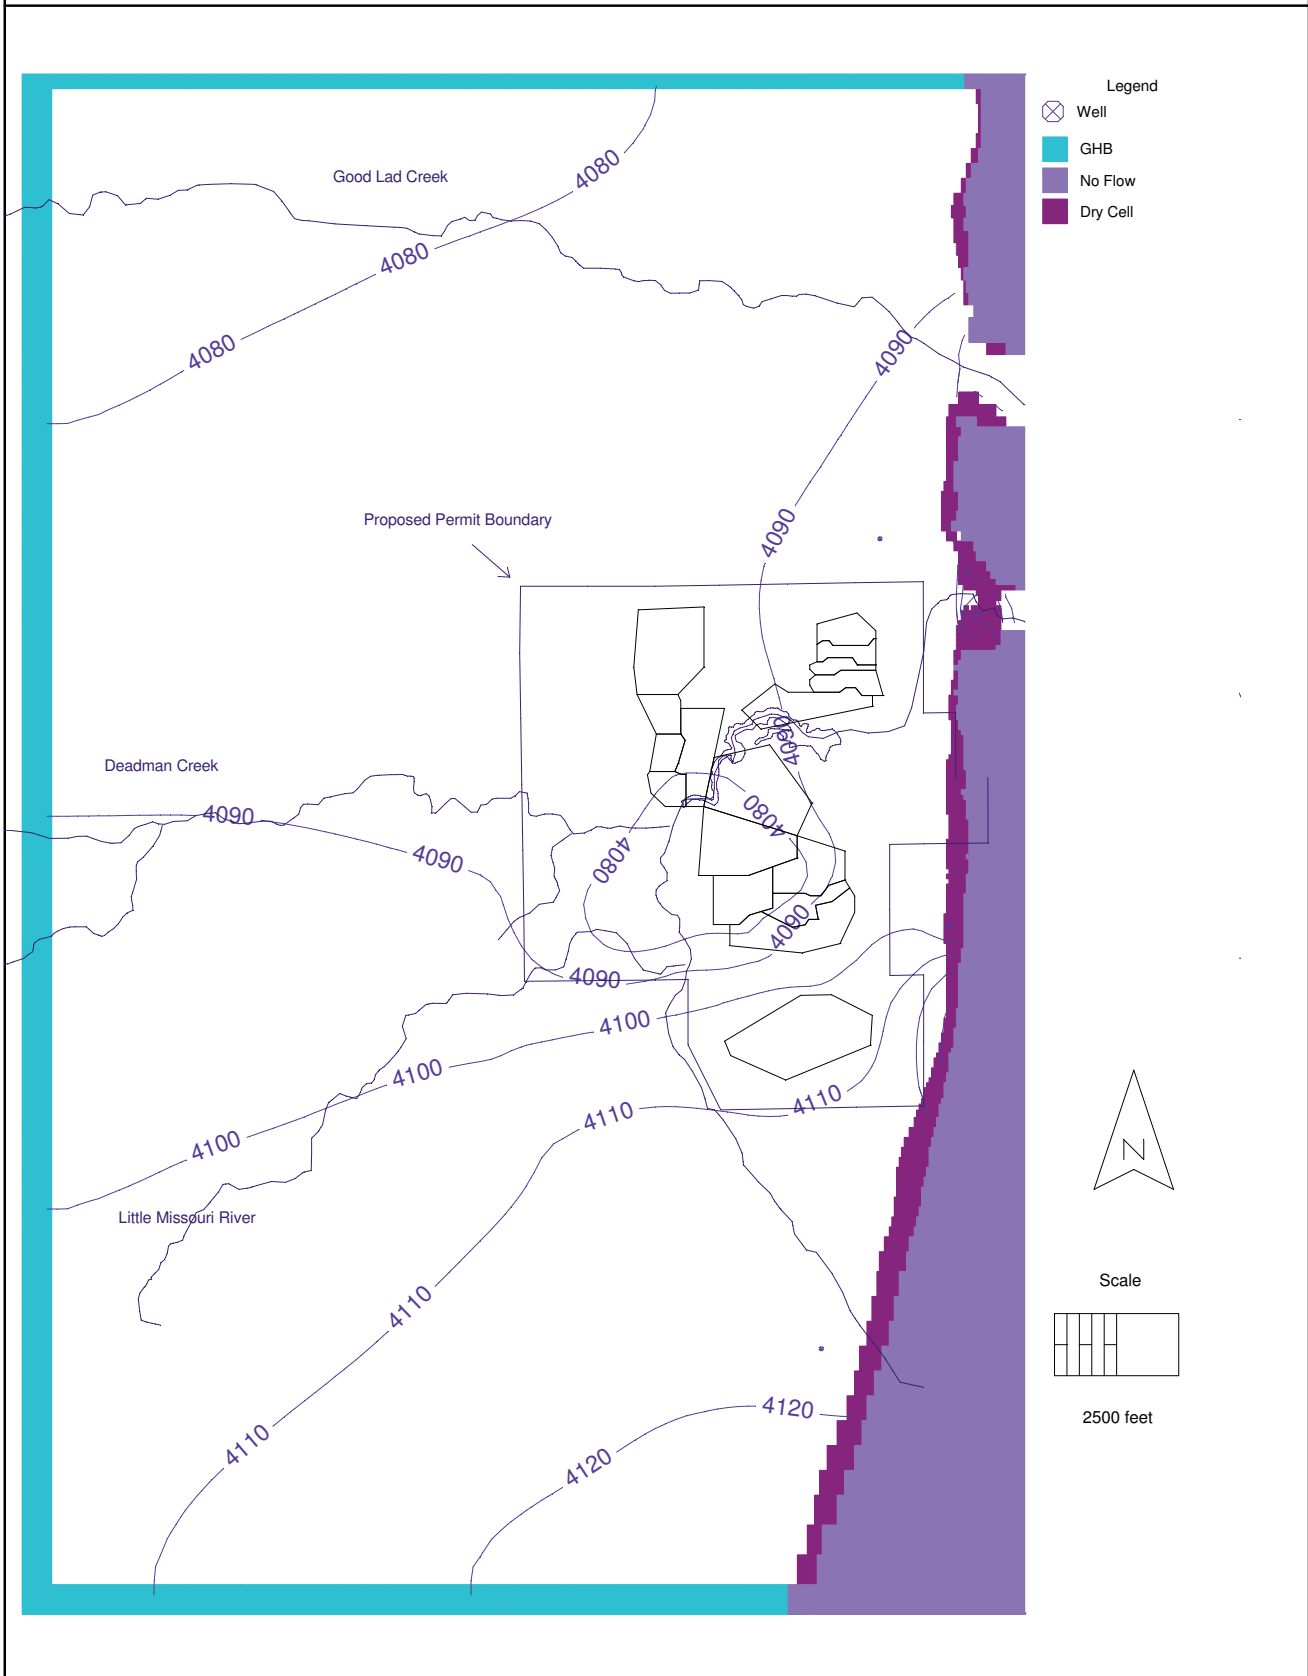 Legend
Well
GHB
No Flow
Dry Cell
Good Lad Creek
4080
4080
4080
4090
4090
Proposed Permit Boundary
4090
Deadman Creek
4090
4090
4080
4080
4090
4090
4100
4100
4100
4110
4110
4110
4110
Little Missouri River
4120
4120
N
Scale
2500 feet